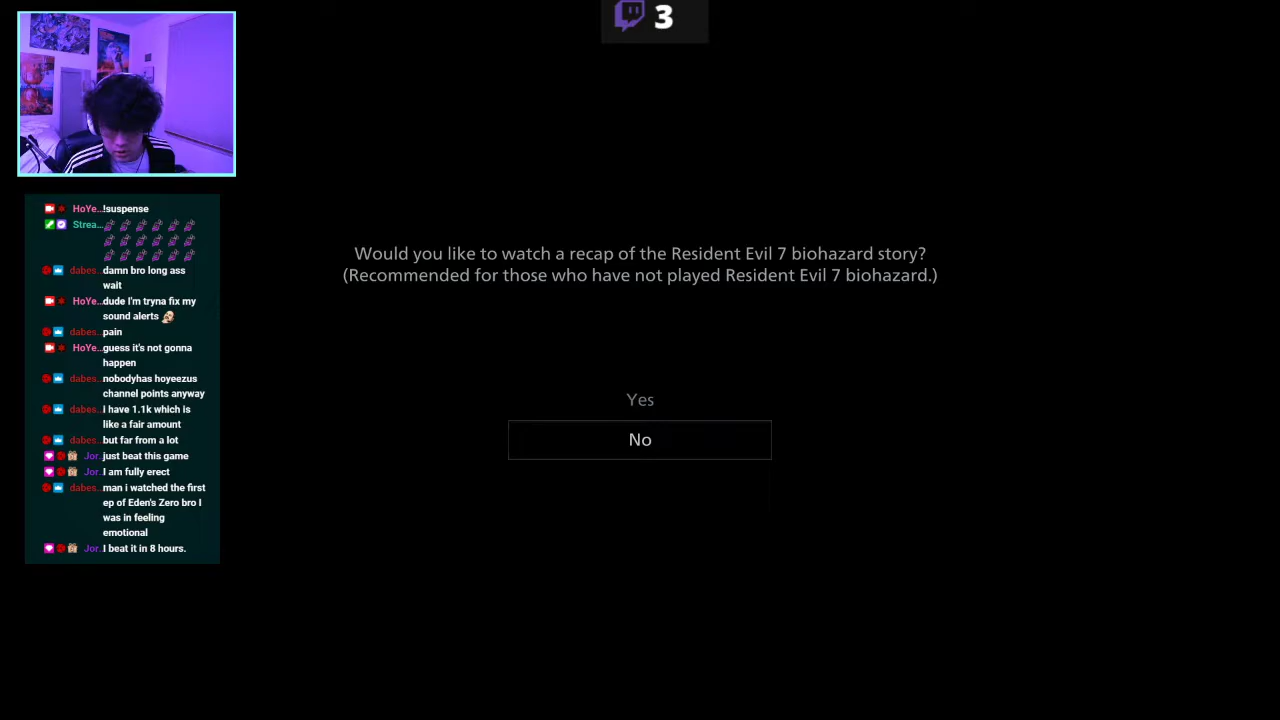 3
HoYe... !suspense
Strea...
dabes... damn bro long ass
wait
HoYe... dude I'm tryna fix my
sound alerts
dabes... pain
HoYe... guess it's not gonna
happen
dabes... nobodyhas hoyeezus
channel points anyway
dabes... i have 1.1k which is
like a fair amount
dabes... but far from a lot
Jor... just beat this game
Jor... I am fully erect
dabes... man i watched the first
ep of Eden's Zero bro I
was in feeling
emotional
Jor... I beat it in 8 hours.
Would you like to watch a recap of the Resident Evil 7 biohazard story?
(Recommended for those who have not played Resident Evil 7 biohazard.)
Yes
No